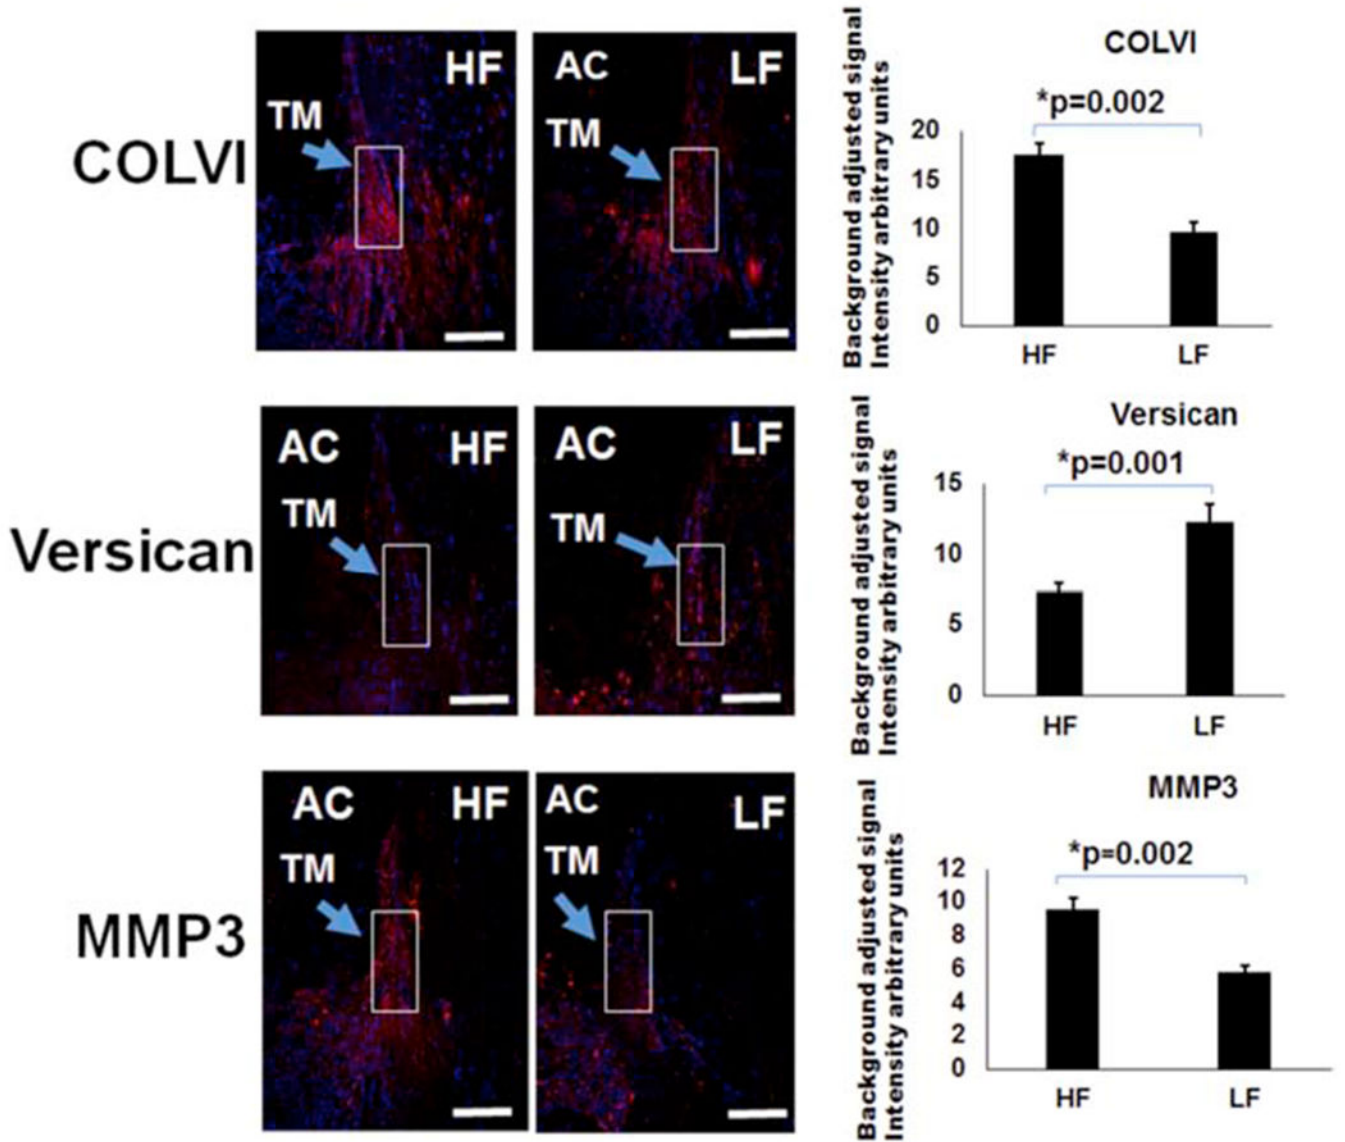 COLVI
HF
TM
AC
LF
TM
Background adjusted signal
Intensity arbitrary units
COLVI
*p=0.002
20
15
10
5
0
HF
LF
Versican
AC
HF
TM
AC
LF
TM
Background adjusted signal
Intensity arbitrary units
Versican
*p=0.001
15
10
5
0
HF
LF
MMP3
AC
HF
TM
AC
LF
TM
Background adjusted signal
Intensity arbitrary units
MMP3
*p=0.002
12
10
8
6
4
2
0
HF
LF